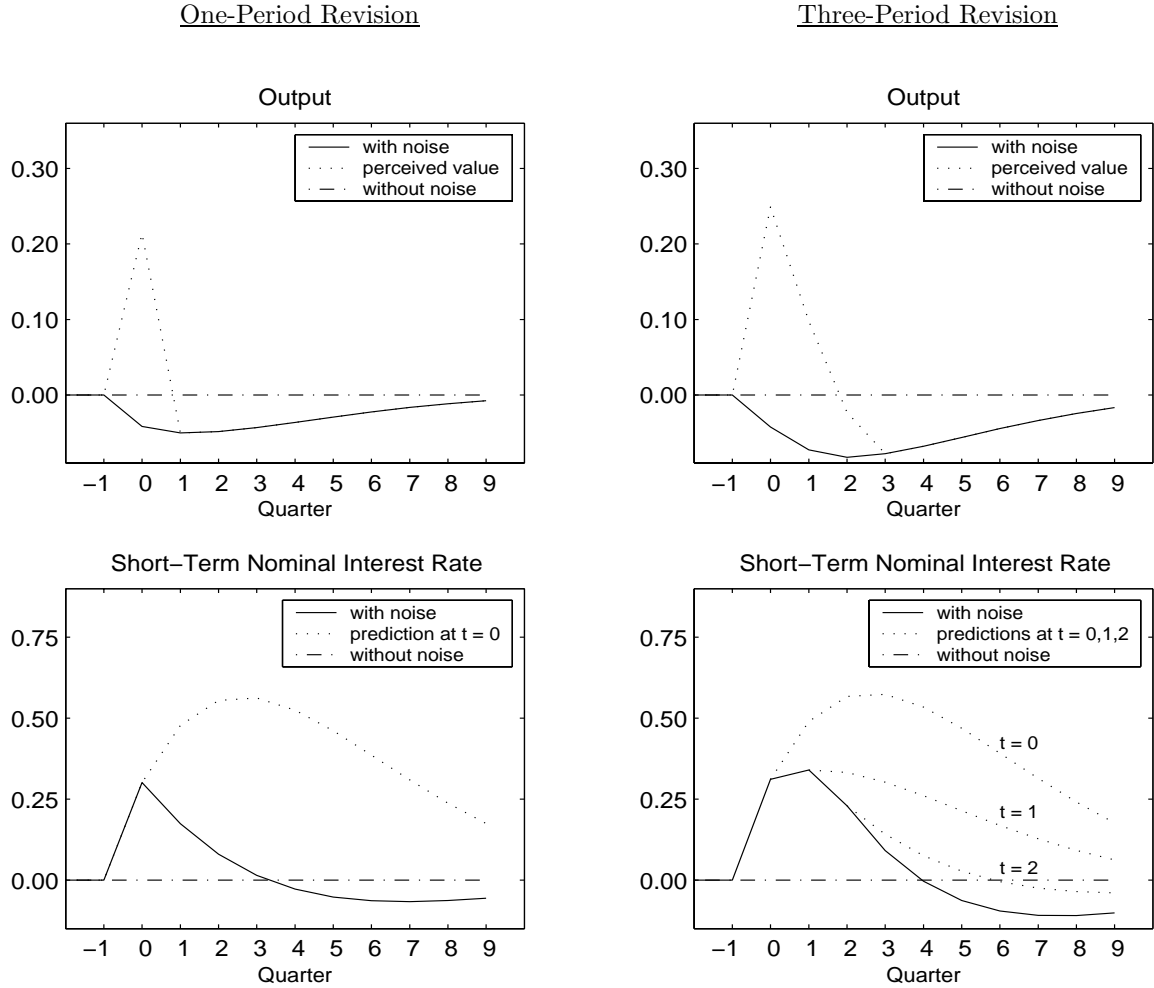 One-Period Revision
Three-Period Revision
Output
with noise
perceived value
without noise
0.30
0.20
0.10
0.00
−1 0 1 2 3 4 5 6 7 8 9
Quarter
Output
with noise
perceived value
without noise
0.30
0.20
0.10
0.00
−1 0 1 2 3 4 5 6 7 8 9
Quarter
Short−Term Nominal Interest Rate
with noise
prediction at t = 0
without noise
0.75
0.50
0.25
0.00
−1 0 1 2 3 4 5 6 7 8 9
Quarter
Short−Term Nominal Interest Rate
with noise
predictions at t = 0,1,2
without noise
0.75
0.50
0.25
0.00
t = 0
t = 1
t = 2
−1 0 1 2 3 4 5 6 7 8 9
Quarter